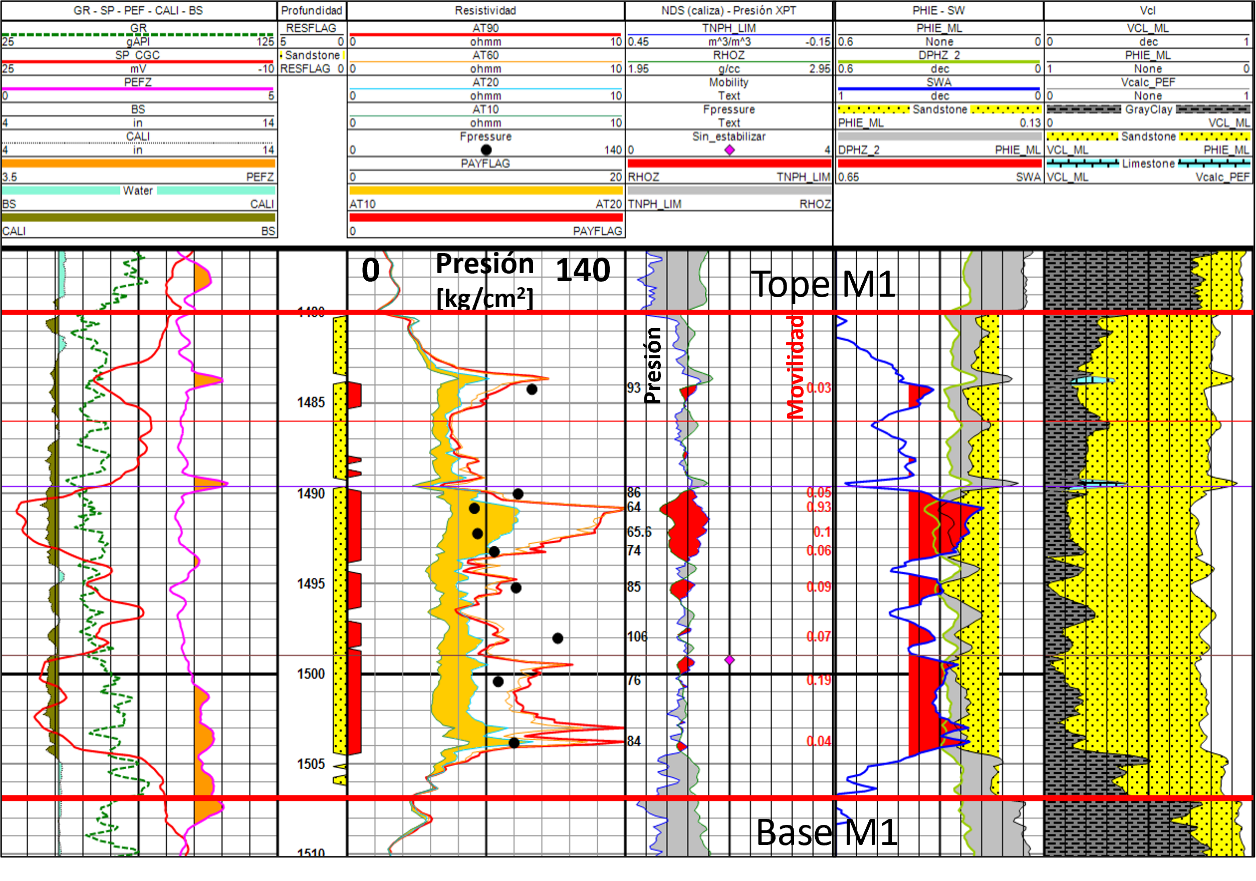 GR - SP - PEF - CALI - BS
GR
25 gAPI 125
SP_CGC
25 mV -10
PEFZ
0 5
BS
4 in 14
CALI
4 in 14
3.5 PEFZ
Water
BS CALI
CALI BS
Profundidad
RESFLAG
5 0
Sandstone
RESFLAG 0
Resistividad
AT90
0 ohmm 10
AT60
0 ohmm 10
AT20
0 ohmm 10
AT10
0 ohmm 10
Fpressure
0 140
PAYFLAG
0 20
AT10 AT20
0 PAYFLAG
NDS (caliza) - Presión XPT
TNPH_LIM
0.45 m^3/m^3 -0.15
RHOZ
1.95 g/cc 2.95
Mobility
Text
Fpressure
Text
Sin_estabilizar
0 4
RHOZ TNPH_LIM
TNPH_LIM RHOZ
PHIE - SW
PHIE_ML
0.6 None 0
DPHZ_2
0.6 dec 0
SWA
1 dec 0
Sandstone
PHIE_ML 0.13
DPHZ_2 PHIE_ML
0.65 SWA
Vcl
VCL_ML
0 dec 1
PHIE_ML
1 None 0
Vcalc_PEF
0 None 1
GrayClay
0 VCL_ML
Sandstone
VCL_ML PHIE_ML
Limestone
VCL_ML Vcalc_PEF
0 Presión 140
[kg/cm²]
Tope M1
1480
Presión
Movilidad
93 0.03
1485
1490
86 0.05
64 0.93
65.6 0.1
74 0.06
1495
85 0.09
106 0.07
1500
76 0.19
84 0.04
1505
Base M1
1510